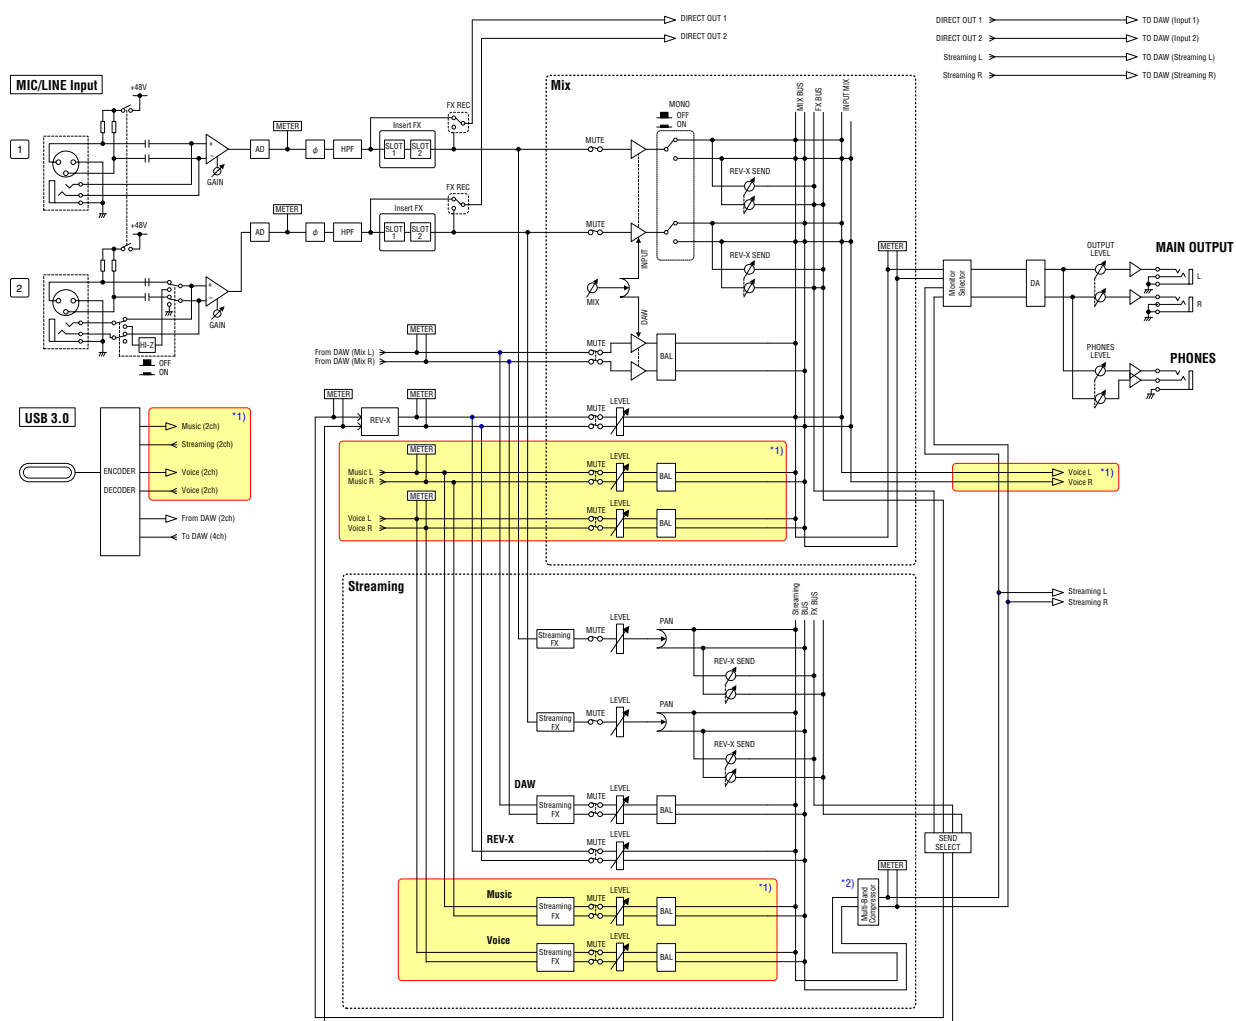 DIRECT OUT 1
DIRECT OUT 2
DIRECT OUT 1
TO DAW (Input 1)
DIRECT OUT 2
TO DAW (Input 2)
Streaming L
TO DAW (Streaming L)
Streaming R
TO DAW (Streaming R)
MIC/LINE Input
+48V
1
GAIN
AD
METER
φ
HPF
Insert FX
SLOT
1
SLOT
2
FX REC
+48V
2
HI-Z
OFF
ON
GAIN
AD
METER
φ
HPF
Insert FX
SLOT
1
SLOT
2
FX REC
Mix
MONO
OFF
ON
MIX BUS
FX BUS
INPUT MIX
MUTE
REV-X SEND
MUTE
REV-X SEND
INPUT
MIX
DAW
METER
From DAW (Mix L)
From DAW (Mix R)
MUTE
BAL
METER
REV-X
METER
MUTE
LEVEL
*1)
METER
Music L
Music R
MUTE
LEVEL
BAL
METER
Voice L
Voice R
MUTE
LEVEL
BAL
METER
Monitor
Selector
DA
OUTPUT
LEVEL
MAIN OUTPUT
L
R
PHONES
LEVEL
PHONES
Voice L
Voice R
*1)
USB 3.0
ENCODER
DECODER
*1)
Music (2ch)
Streaming (2ch)
Voice (2ch)
Voice (2ch)
From DAW (2ch)
To DAW (4ch)
Streaming L
Streaming R
Streaming
Streaming
BUS
FX BUS
Streaming
FX
MUTE
LEVEL
PAN
REV-X SEND
Streaming
FX
MUTE
LEVEL
PAN
REV-X SEND
DAW
Streaming
FX
MUTE
LEVEL
BAL
REV-X
MUTE
LEVEL
SEND
SELECT
*1)
Music
Streaming
FX
MUTE
LEVEL
BAL
Voice
Streaming
FX
MUTE
LEVEL
BAL
*2)
Multi-Band
Compressor
METER